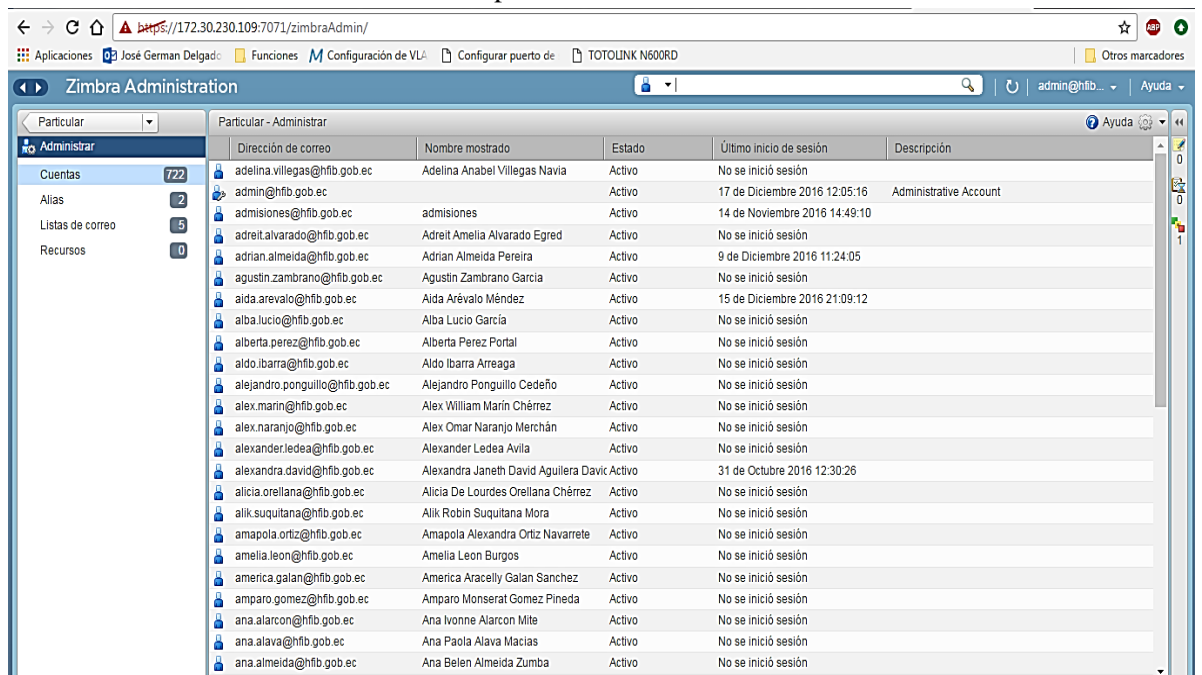 https://172.30.230.109:7071/zimbraAdmin/
ABP
Aplicaciones José German Delgado Funciones Configuración de VLA Configurar puerto de TOTOLINK N600RD Otros marcadores
Zimbra Administration admin@hfib... Ayuda
Particular Particular - Administrar Ayuda
Administrar Dirección de correo Nombre mostrado Estado Último inicio de sesión Descripción
Cuentas 722
Alias 2
Listas de correo 5
Recursos 0
adelina.villegas@hfib.gob.ec Adelina Anabel Villegas Navia Activo No se inició sesión
admin@hfib.gob.ec Activo 17 de Diciembre 2016 12:05:16 Administrative Account
admisiones@hfib.gob.ec admisiones Activo 14 de Noviembre 2016 14:49:10
adreit.alvarado@hfib.gob.ec Adreit Amelia Alvarado Egred Activo No se inició sesión
adrian.almeida@hfib.gob.ec Adrian Almeida Pereira Activo 9 de Diciembre 2016 11:24:05
agustin.zambrano@hfib.gob.ec Agustin Zambrano Garcia Activo No se inició sesión
aida.arevalo@hfib.gob.ec Aida Arévalo Méndez Activo 15 de Diciembre 2016 21:09:12
alba.lucio@hfib.gob.ec Alba Lucio García Activo No se inició sesión
alberta.perez@hfib.gob.ec Alberta Perez Portal Activo No se inició sesión
aldo.ibarra@hfib.gob.ec Aldo Ibarra Arreaga Activo No se inició sesión
alejandro.ponguillo@hfib.gob.ec Alejandro Ponguillo Cedeño Activo No se inició sesión
alex.marin@hfib.gob.ec Alex William Marín Chérrez Activo No se inició sesión
alex.naranjo@hfib.gob.ec Alex Omar Naranjo Merchán Activo No se inició sesión
alexander.ledea@hfib.gob.ec Alexander Ledea Avila Activo No se inició sesión
alexandra.david@hfib.gob.ec Alexandra Janeth David Aguilera Davic Activo 31 de Octubre 2016 12:30:26
alicia.orellana@hfib.gob.ec Alicia De Lourdes Orellana Chérrez Activo No se inició sesión
alik.suquitana@hfib.gob.ec Alik Robin Suquitana Mora Activo No se inició sesión
amapola.ortiz@hfib.gob.ec Amapola Alexandra Ortiz Navarrete Activo No se inició sesión
amelia.leon@hfib.gob.ec Amelia Leon Burgos Activo No se inició sesión
america.galan@hfib.gob.ec America Aracelly Galan Sanchez Activo No se inició sesión
amparo.gomez@hfib.gob.ec Amparo Monserat Gomez Pineda Activo No se inició sesión
ana.alarcon@hfib.gob.ec Ana Ivonne Alarcon Mite Activo No se inició sesión
ana.alava@hfib.gob.ec Ana Paola Alava Macias Activo No se inició sesión
ana.almeida@hfib.gob.ec Ana Belen Almeida Zumba Activo No se inició sesión
0
0
1